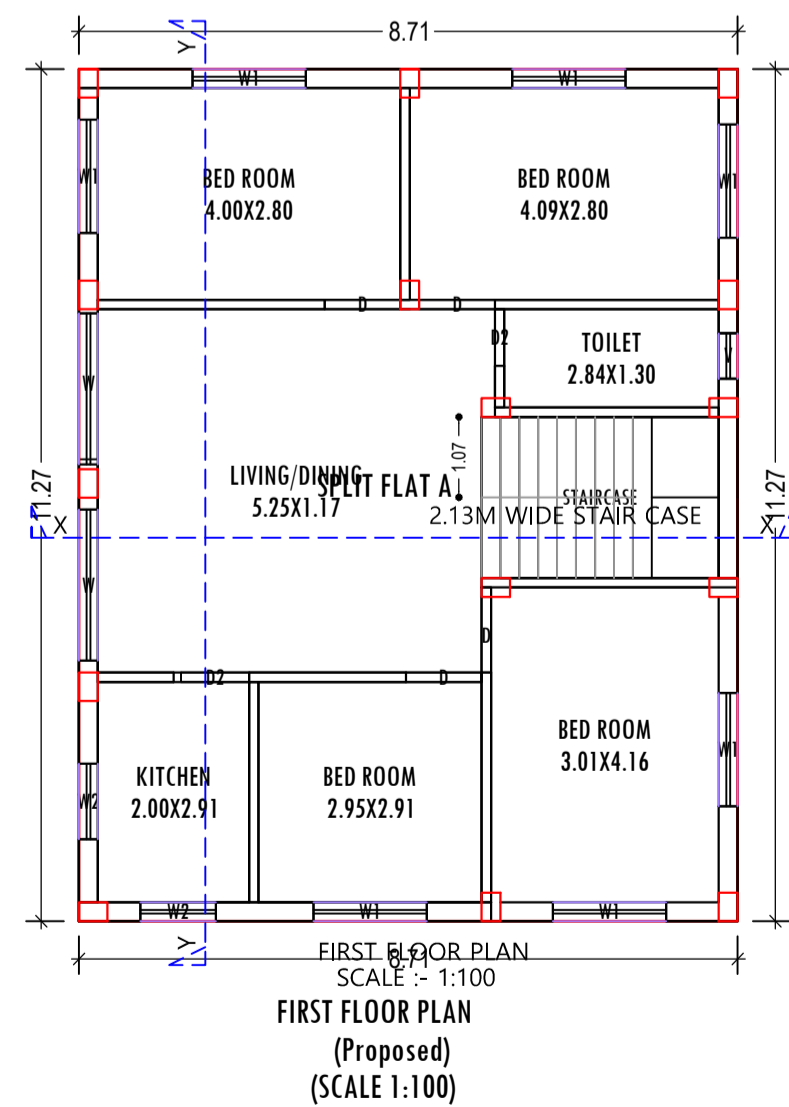 8.71
Y
W1
W1
W1
BED ROOM
4.00X2.80
BED ROOM
4.09X2.80
W1
D
D
D2
TOILET
2.84X1.30
V
W
1.07
11.27
LIVING/DINING
5.25X1.17
SPLIT FLAT A
STAIRCASE
2.13M WIDE STAIR CASE
11.27
X
X
W
D
D2
D
KITCHEN
2.00X2.91
BED ROOM
2.95X2.91
BED ROOM
3.01X4.16
W1
W2
W2
W1
W1
Y
8.71
FIRST FLOOR PLAN
SCALE :- 1:100
FIRST FLOOR PLAN
(Proposed)
(SCALE 1:100)